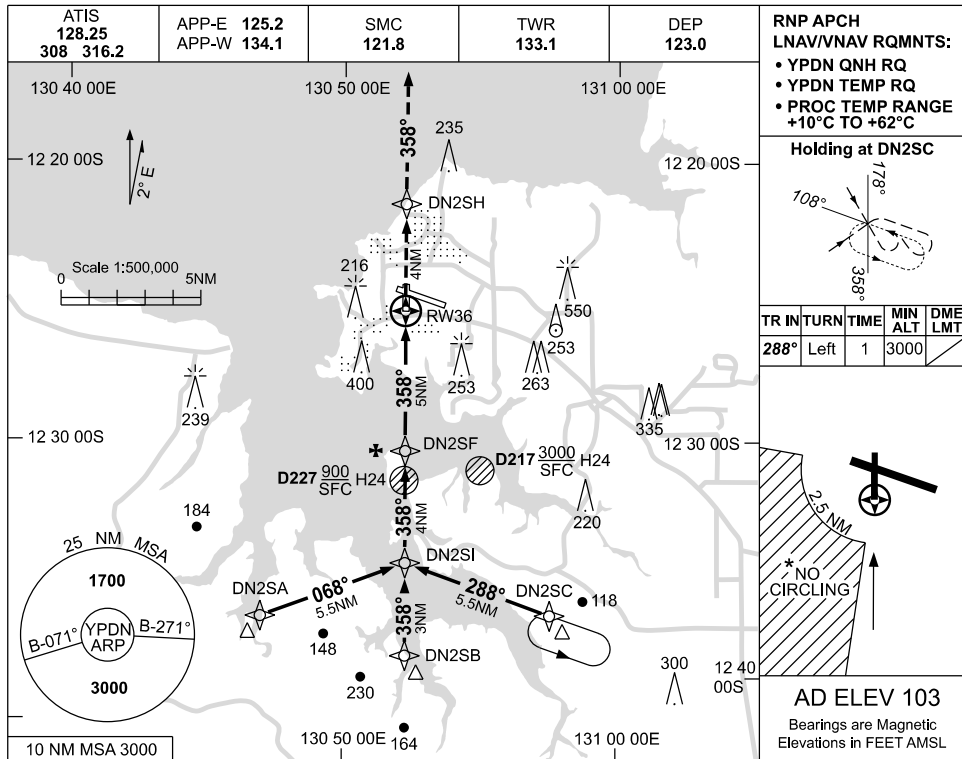 ATIS
128.25
308 316.2
APP-E 125.2
APP-W 134.1
SMC
121.8
TWR
133.1
DEP
123.0
RNP APCH
LNAV/VNAV RQMNTS:
• YPDN QNH RQ
• YPDN TEMP RQ
• PROC TEMP RANGE
+10°C TO +62°C
130 40 00E
130 50 00E
131 00 00E
358°
235
12 20 00S
12 20 00S
2° E
DN2SH
Holding at DN2SC
178°
108°
358°
Scale 1:500,000
0
5NM
358°
4NM
216
550
RW36
253
400
253
263
TR IN
TURN
TIME
MIN
ALT
DME
LMT
288°
Left
1
3000
358°
5NM
239
335
12 30 00S
12 30 00S
DN2SF
D227 900
SFC H24
D217 3000
SFC H24
220
358°
4NM
184
2.5 NM
*NO
CIRCLING
25 NM MSA
1700
B-071°
YPDN
ARP
B-271°
3000
DN2SI
DN2SA
068°
5.5NM
DN2SC
288°
5.5NM
118
358°
3NM
148
DN2SB
230
300
12 40
00S
164
130 50 00E
131 00 00E
10 NM MSA 3000
AD ELEV 103
Bearings are Magnetic
Elevations in FEET AMSL